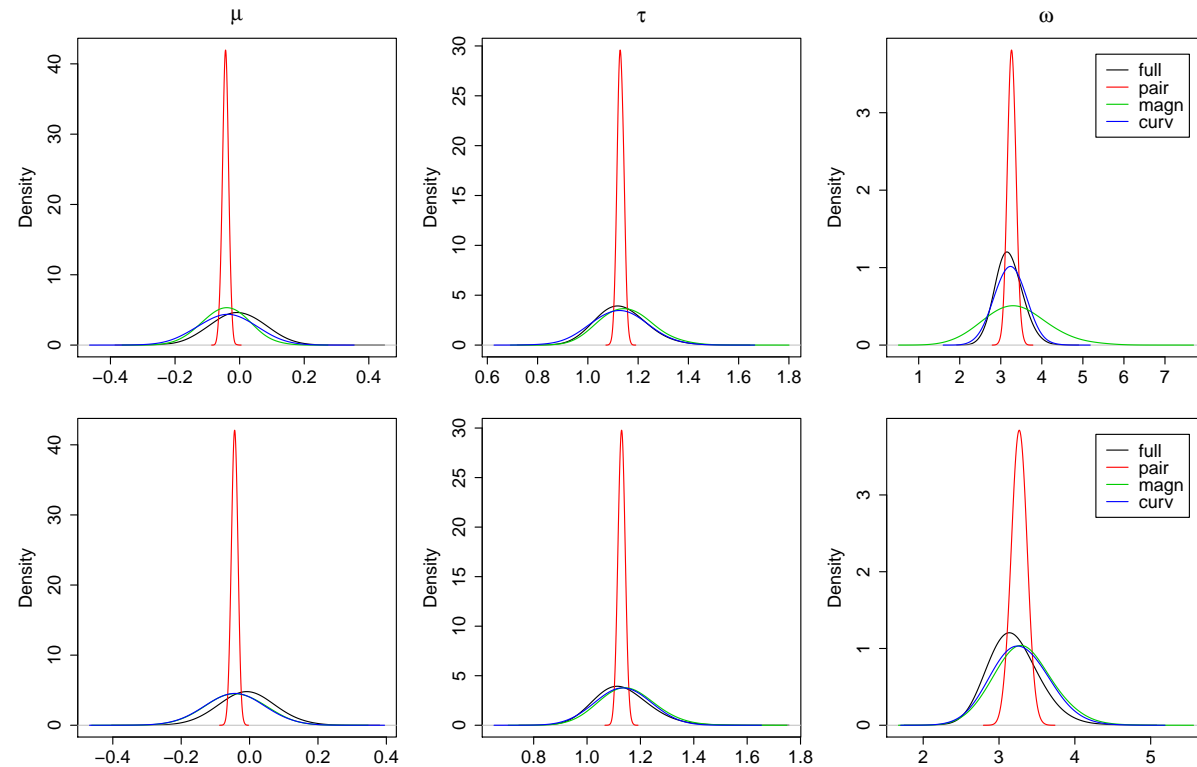 μ
τ
ω
Density
0 10 20 30 40
−0.4 −0.2 0.0 0.2 0.4
Density
0 5 10 15 20 25 30
0.6 0.8 1.0 1.2 1.4 1.6 1.8
Density
0 1 2 3
1 2 3 4 5 6 7
full
pair
magn
curv
Density
0 10 20 30 40
−0.4 −0.2 0.0 0.2 0.4
Density
0 5 10 15 20 25 30
0.8 1.0 1.2 1.4 1.6 1.8
Density
0 1 2 3
2 3 4 5
full
pair
magn
curv